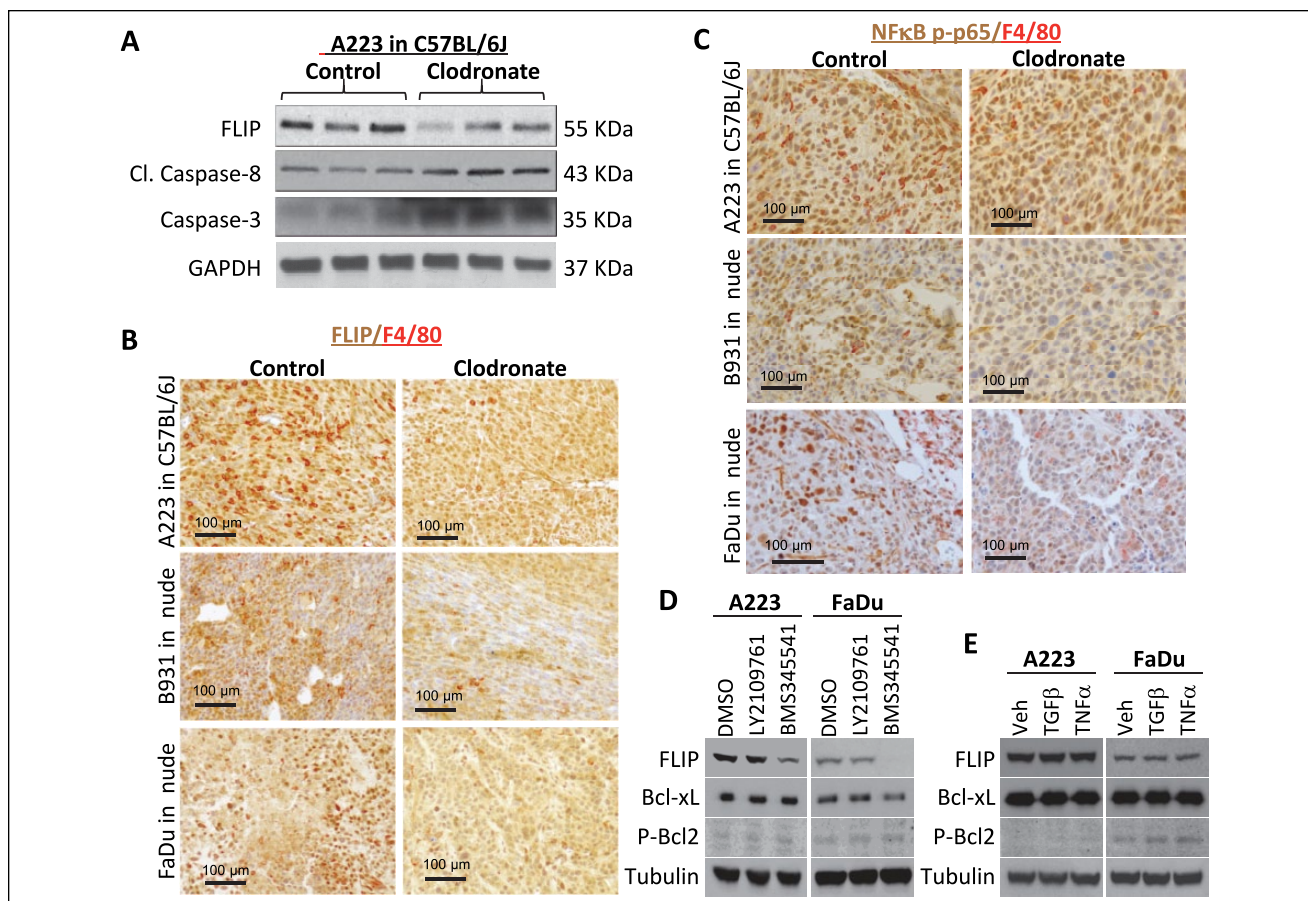 A
A223 in C57BL/6J
Control Clodronate
FLIP 55 KDa
Cl. Caspase-8 43 KDa
Caspase-3 35 KDa
GAPDH 37 KDa
B
FLIP/F4/80
Control Clodronate
A223 in C57BL/6J
100 µm 100 µm
B931 in nude
100 µm 100 µm
FaDu in nude
100 µm 100 µm
C
NFκB p-p65/F4/80
Control Clodronate
A223 in C57BL/6J
100 µm 100 µm
B931 in nude
100 µm 100 µm
FaDu in nude
100 µm 100 µm
D
A223 FaDu
DMSO LY2109761 BMS345541 DMSO LY2109761 BMS345541
FLIP
Bcl-xL
P-Bcl2
Tubulin
E
A223 FaDu
Veh TGFβ TNFα Veh TGFβ TNFα
FLIP
Bcl-xL
P-Bcl2
Tubulin